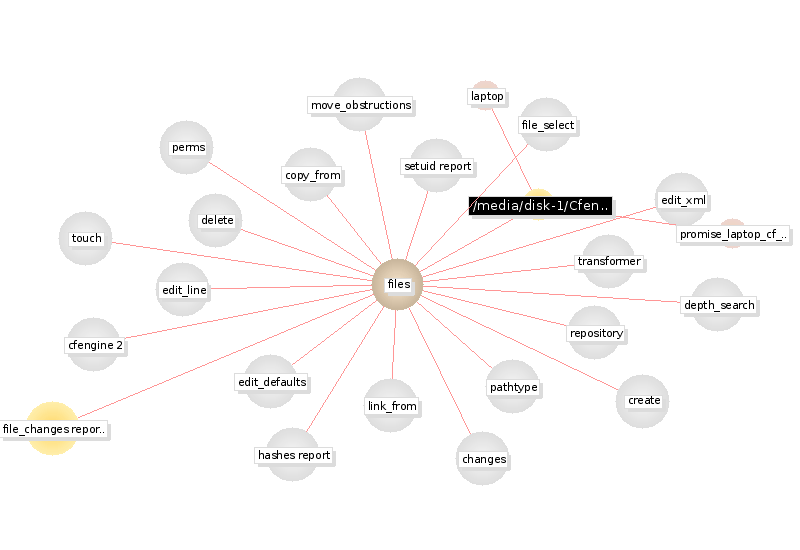 laptop
move_obstructions
file_select
perms
setuid report
copy_from
edit_xml
/media/disk-1/Cfen..
delete
promise_laptop_cf_..
touch
transformer
files
edit_line
depth_search
repository
cfengine 2
edit_defaults
pathtype
create
link_from
file_changes repor..
hashes report
changes